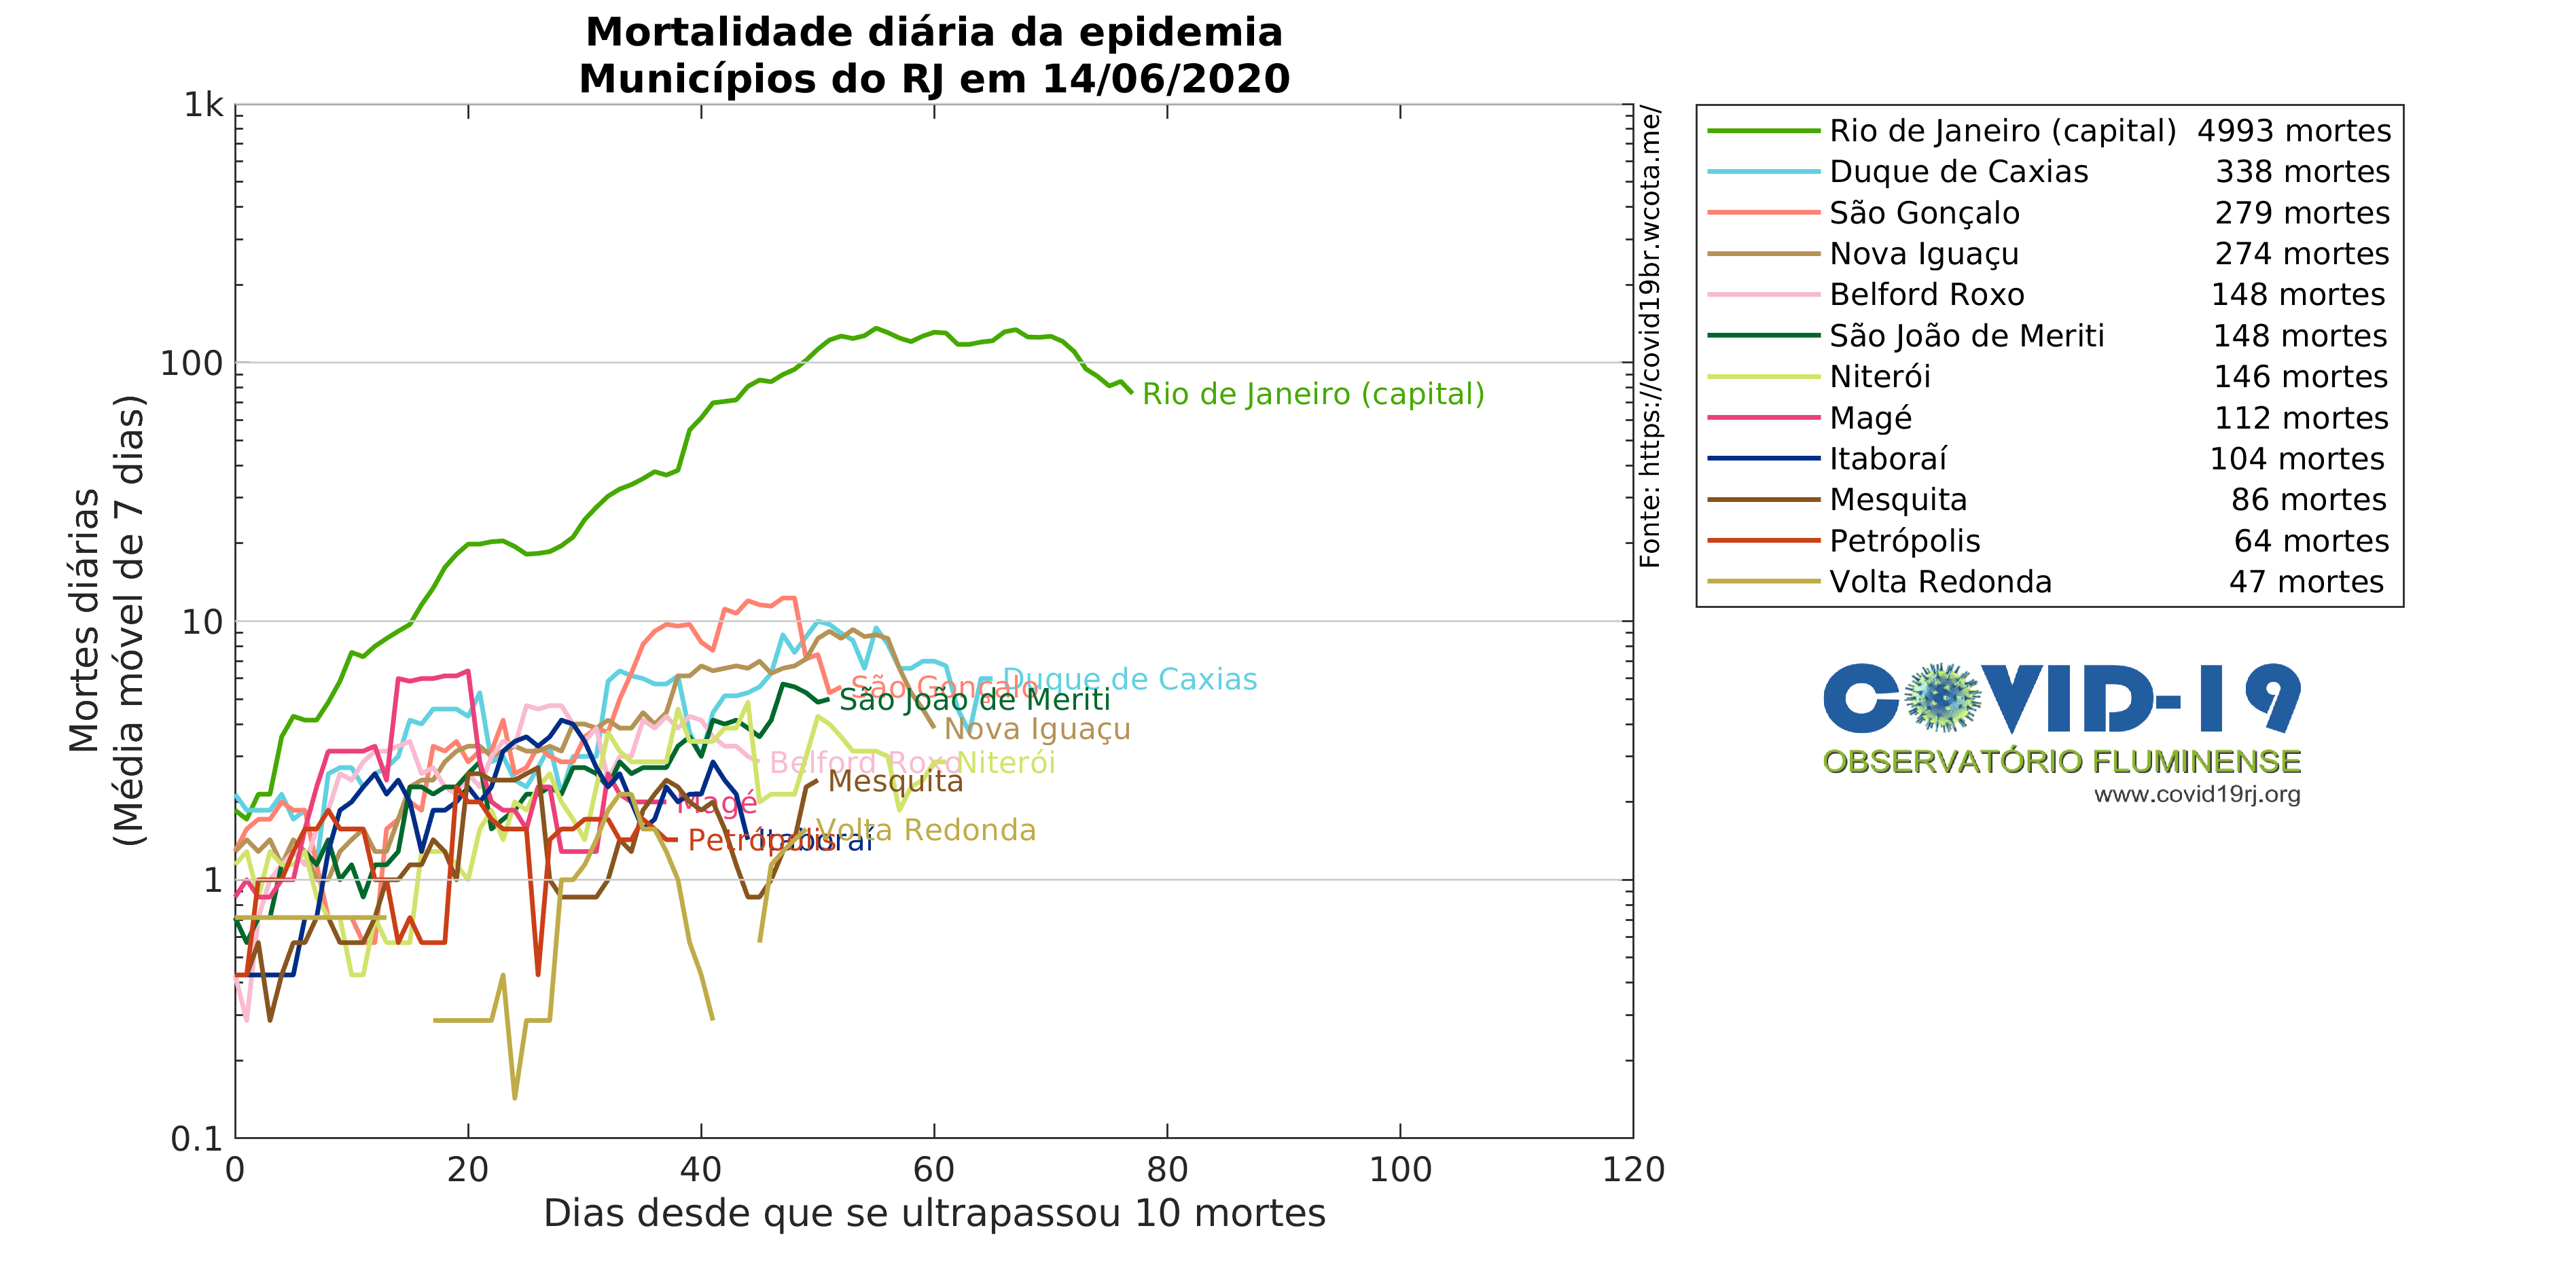 Mortalidade diária da epidemia
Municípios do RJ em 14/06/2020
Mortes diárias
(Média móvel de 7 dias)
1k
100
10
1
0.1
0
20
40
60
80
100
120
Dias desde que se ultrapassou 10 mortes
Rio de Janeiro (capital)
Duque de Caxias
São Gonçalo
São João de Meriti
Nova Iguaçu
Belford Roxo
Niterói
Mesquita
Magé
Volta Redonda
Petrópolis
Itaboraí
Fonte: https://covid19br.wcota.me/
Rio de Janeiro (capital) 4993 mortes
Duque de Caxias 338 mortes
São Gonçalo 279 mortes
Nova Iguaçu 274 mortes
Belford Roxo 148 mortes
São João de Meriti 148 mortes
Niterói 146 mortes
Magé 112 mortes
Itaboraí 104 mortes
Mesquita 86 mortes
Petrópolis 64 mortes
Volta Redonda 47 mortes
COVID-19
OBSERVATÓRIO FLUMINENSE
www.covid19rj.org